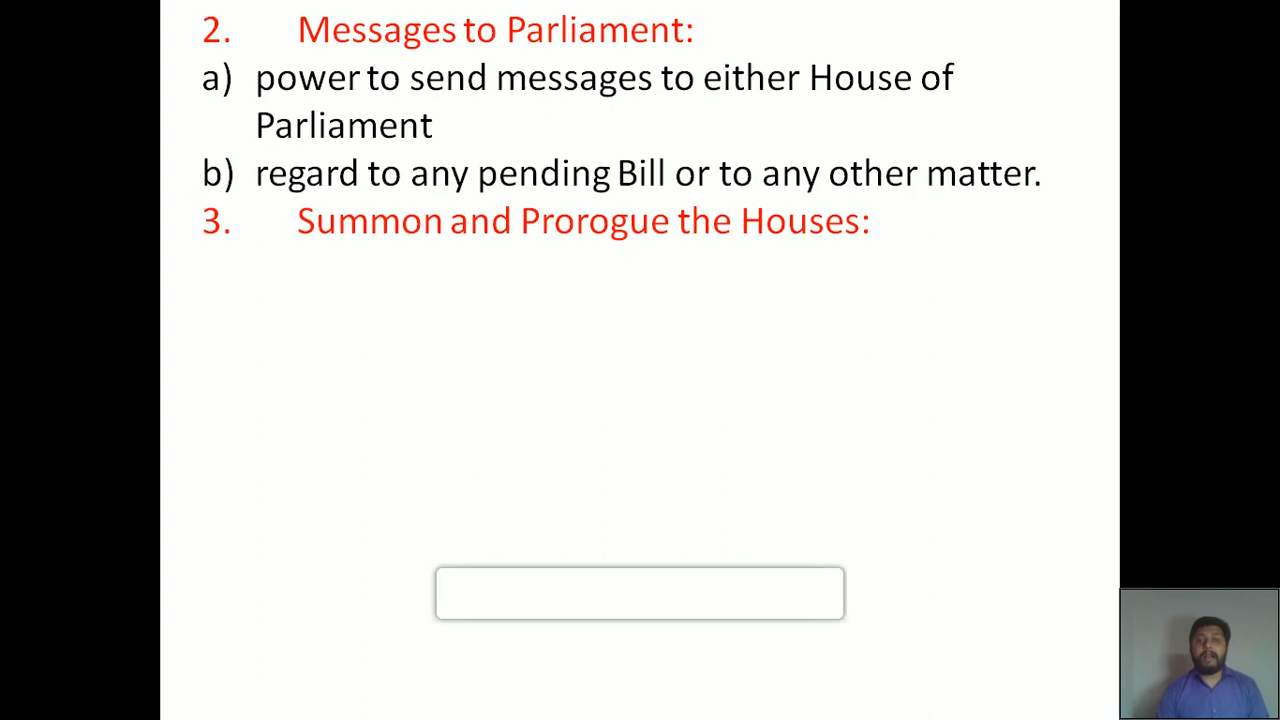 2. Messages to Parliament:
a) power to send messages to either House of
Parliament
b) regard to any pending Bill or to any other matter.
3. Summon and Prorogue the Houses: